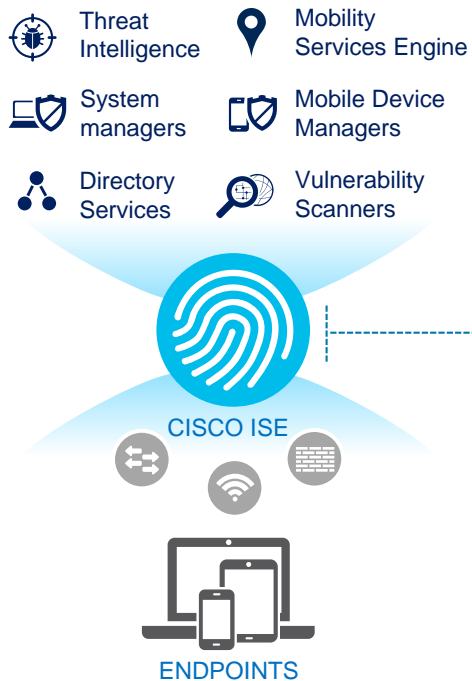 Threat
Intelligence
Mobility
Services Engine
System
managers
Mobile Device
Managers
Directory
Services
Vulnerability
Scanners
CISCO ISE
ENDPOINTS